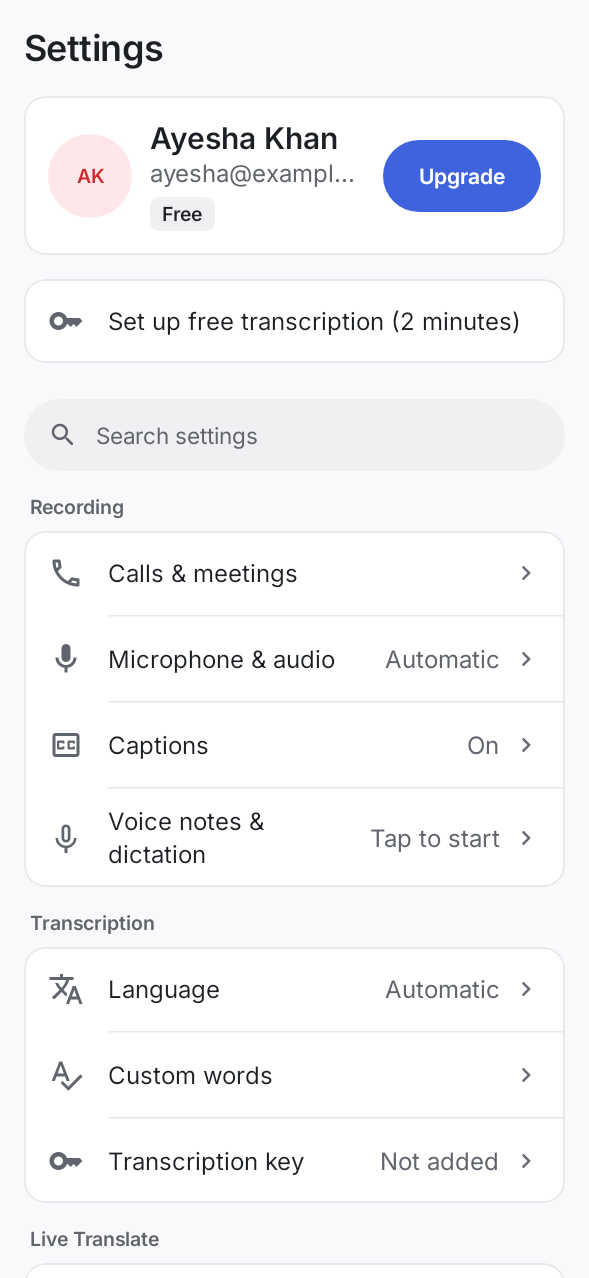 Settings
AK
Ayesha Khan
ayesha@exampl...
Free
Upgrade
Set up free transcription (2 minutes)
Search settings
Recording
Calls & meetings
Microphone & audio Automatic
CC
Captions On
Voice notes &
dictation
Tap to start
Transcription
Language Automatic
Custom words
Transcription key Not added
Live Translate